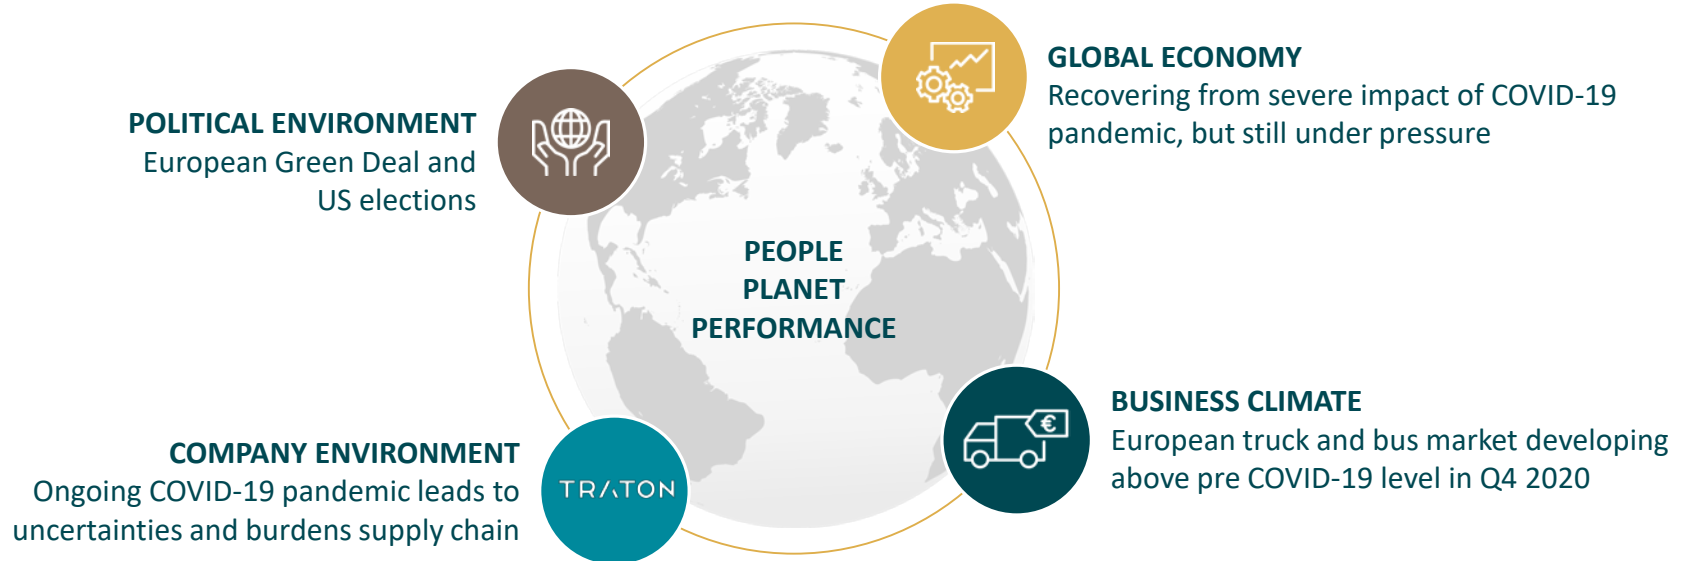 POLITICAL ENVIRONMENT
European Green Deal and
US elections
GLOBAL ECONOMY
Recovering from severe impact of COVID-19
pandemic, but still under pressure
PEOPLE
PLANET
PERFORMANCE
COMPANY ENVIRONMENT
Ongoing COVID-19 pandemic leads to
uncertainties and burdens supply chain
TRATON
€
BUSINESS CLIMATE
European truck and bus market developing
above pre COVID-19 level in Q4 2020